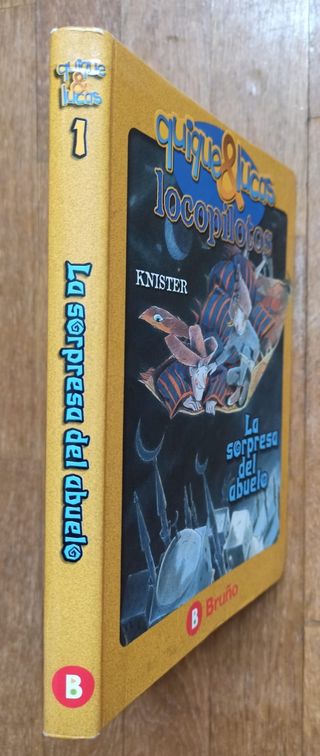 quique
&
lucas
1
La sorpresa del abuelo
B
quique & lucas
locopilotos
KNISTER
La
sorpresa
del
abuelo
B Bruño